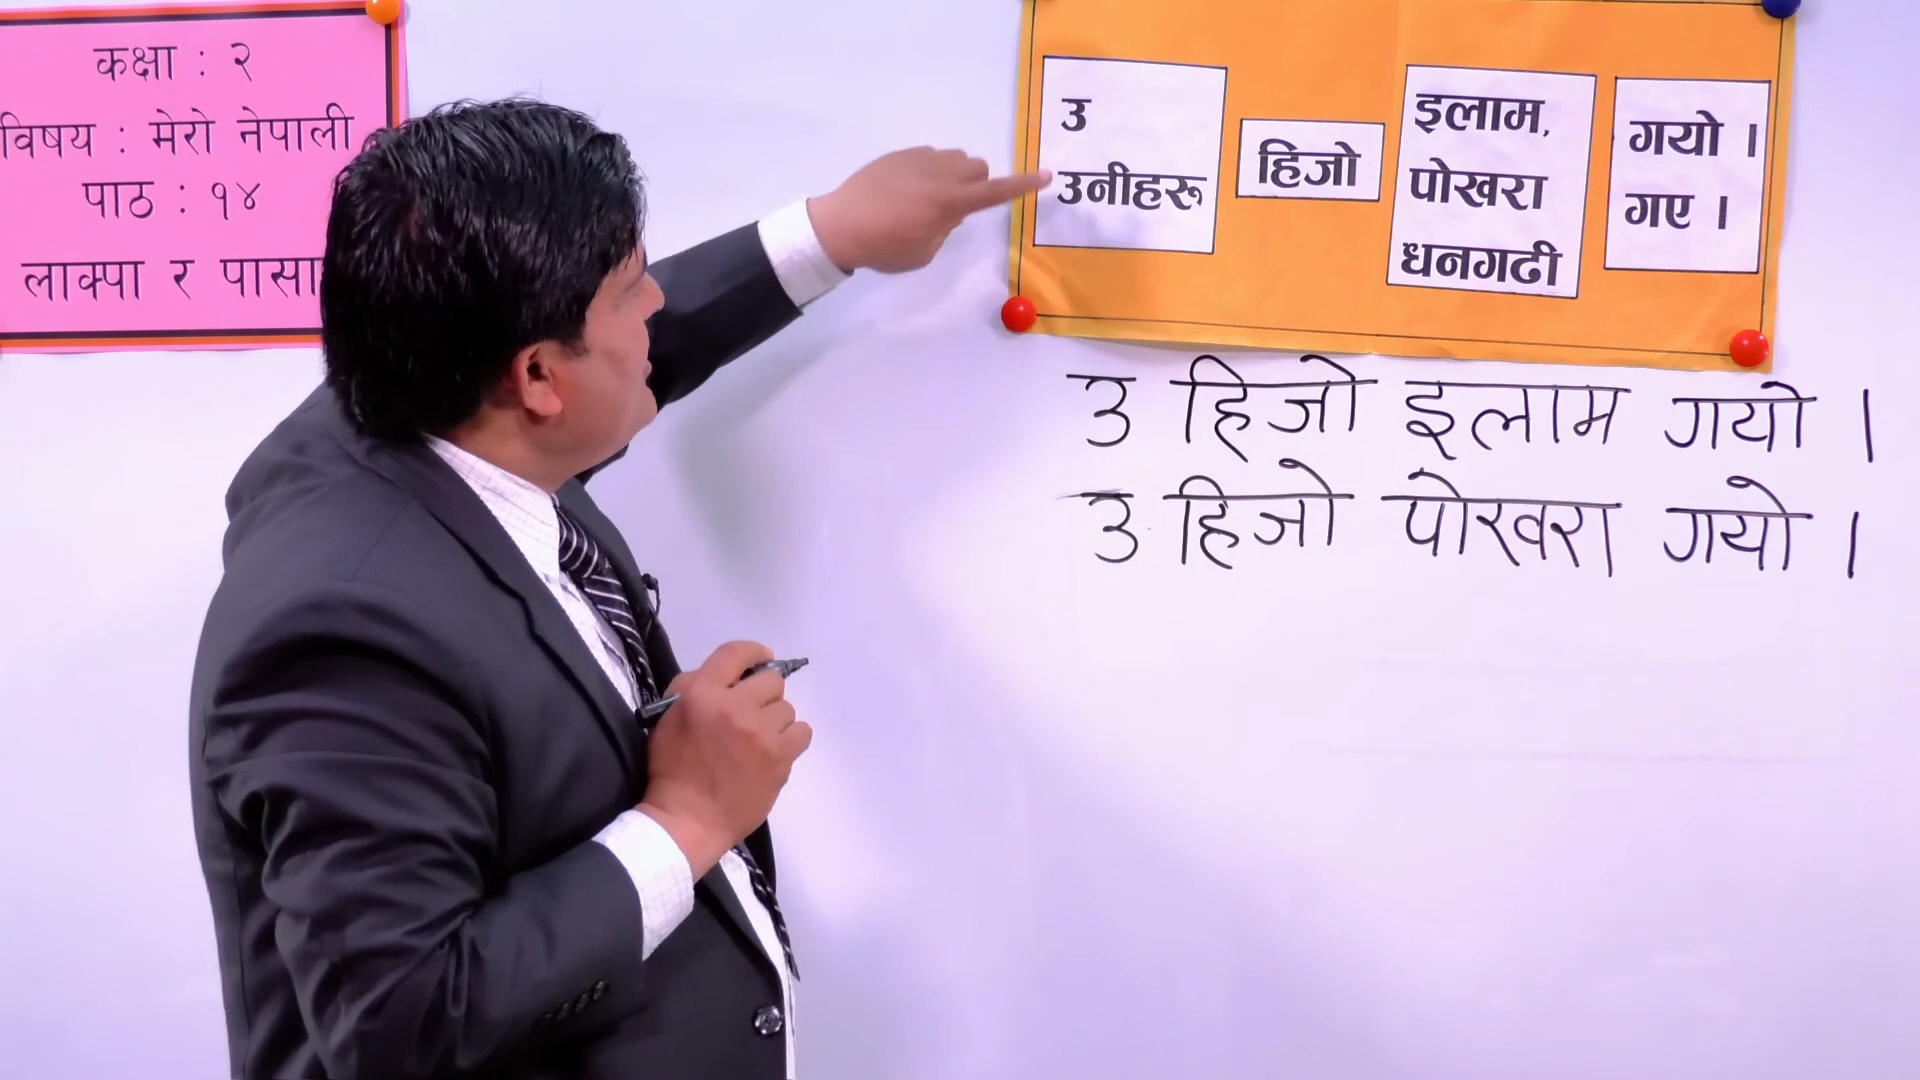 कक्षा : २
विषय : मेरो नेपाली
पाठ : १४
लाक्पा र
उ
उनीहरू
हिजो
इलाम,
पोखरा
धनगढी
गयो ।
गए ।
उ हिजो इलाम गयो ।
उ हिजो पोखरा गयो ।